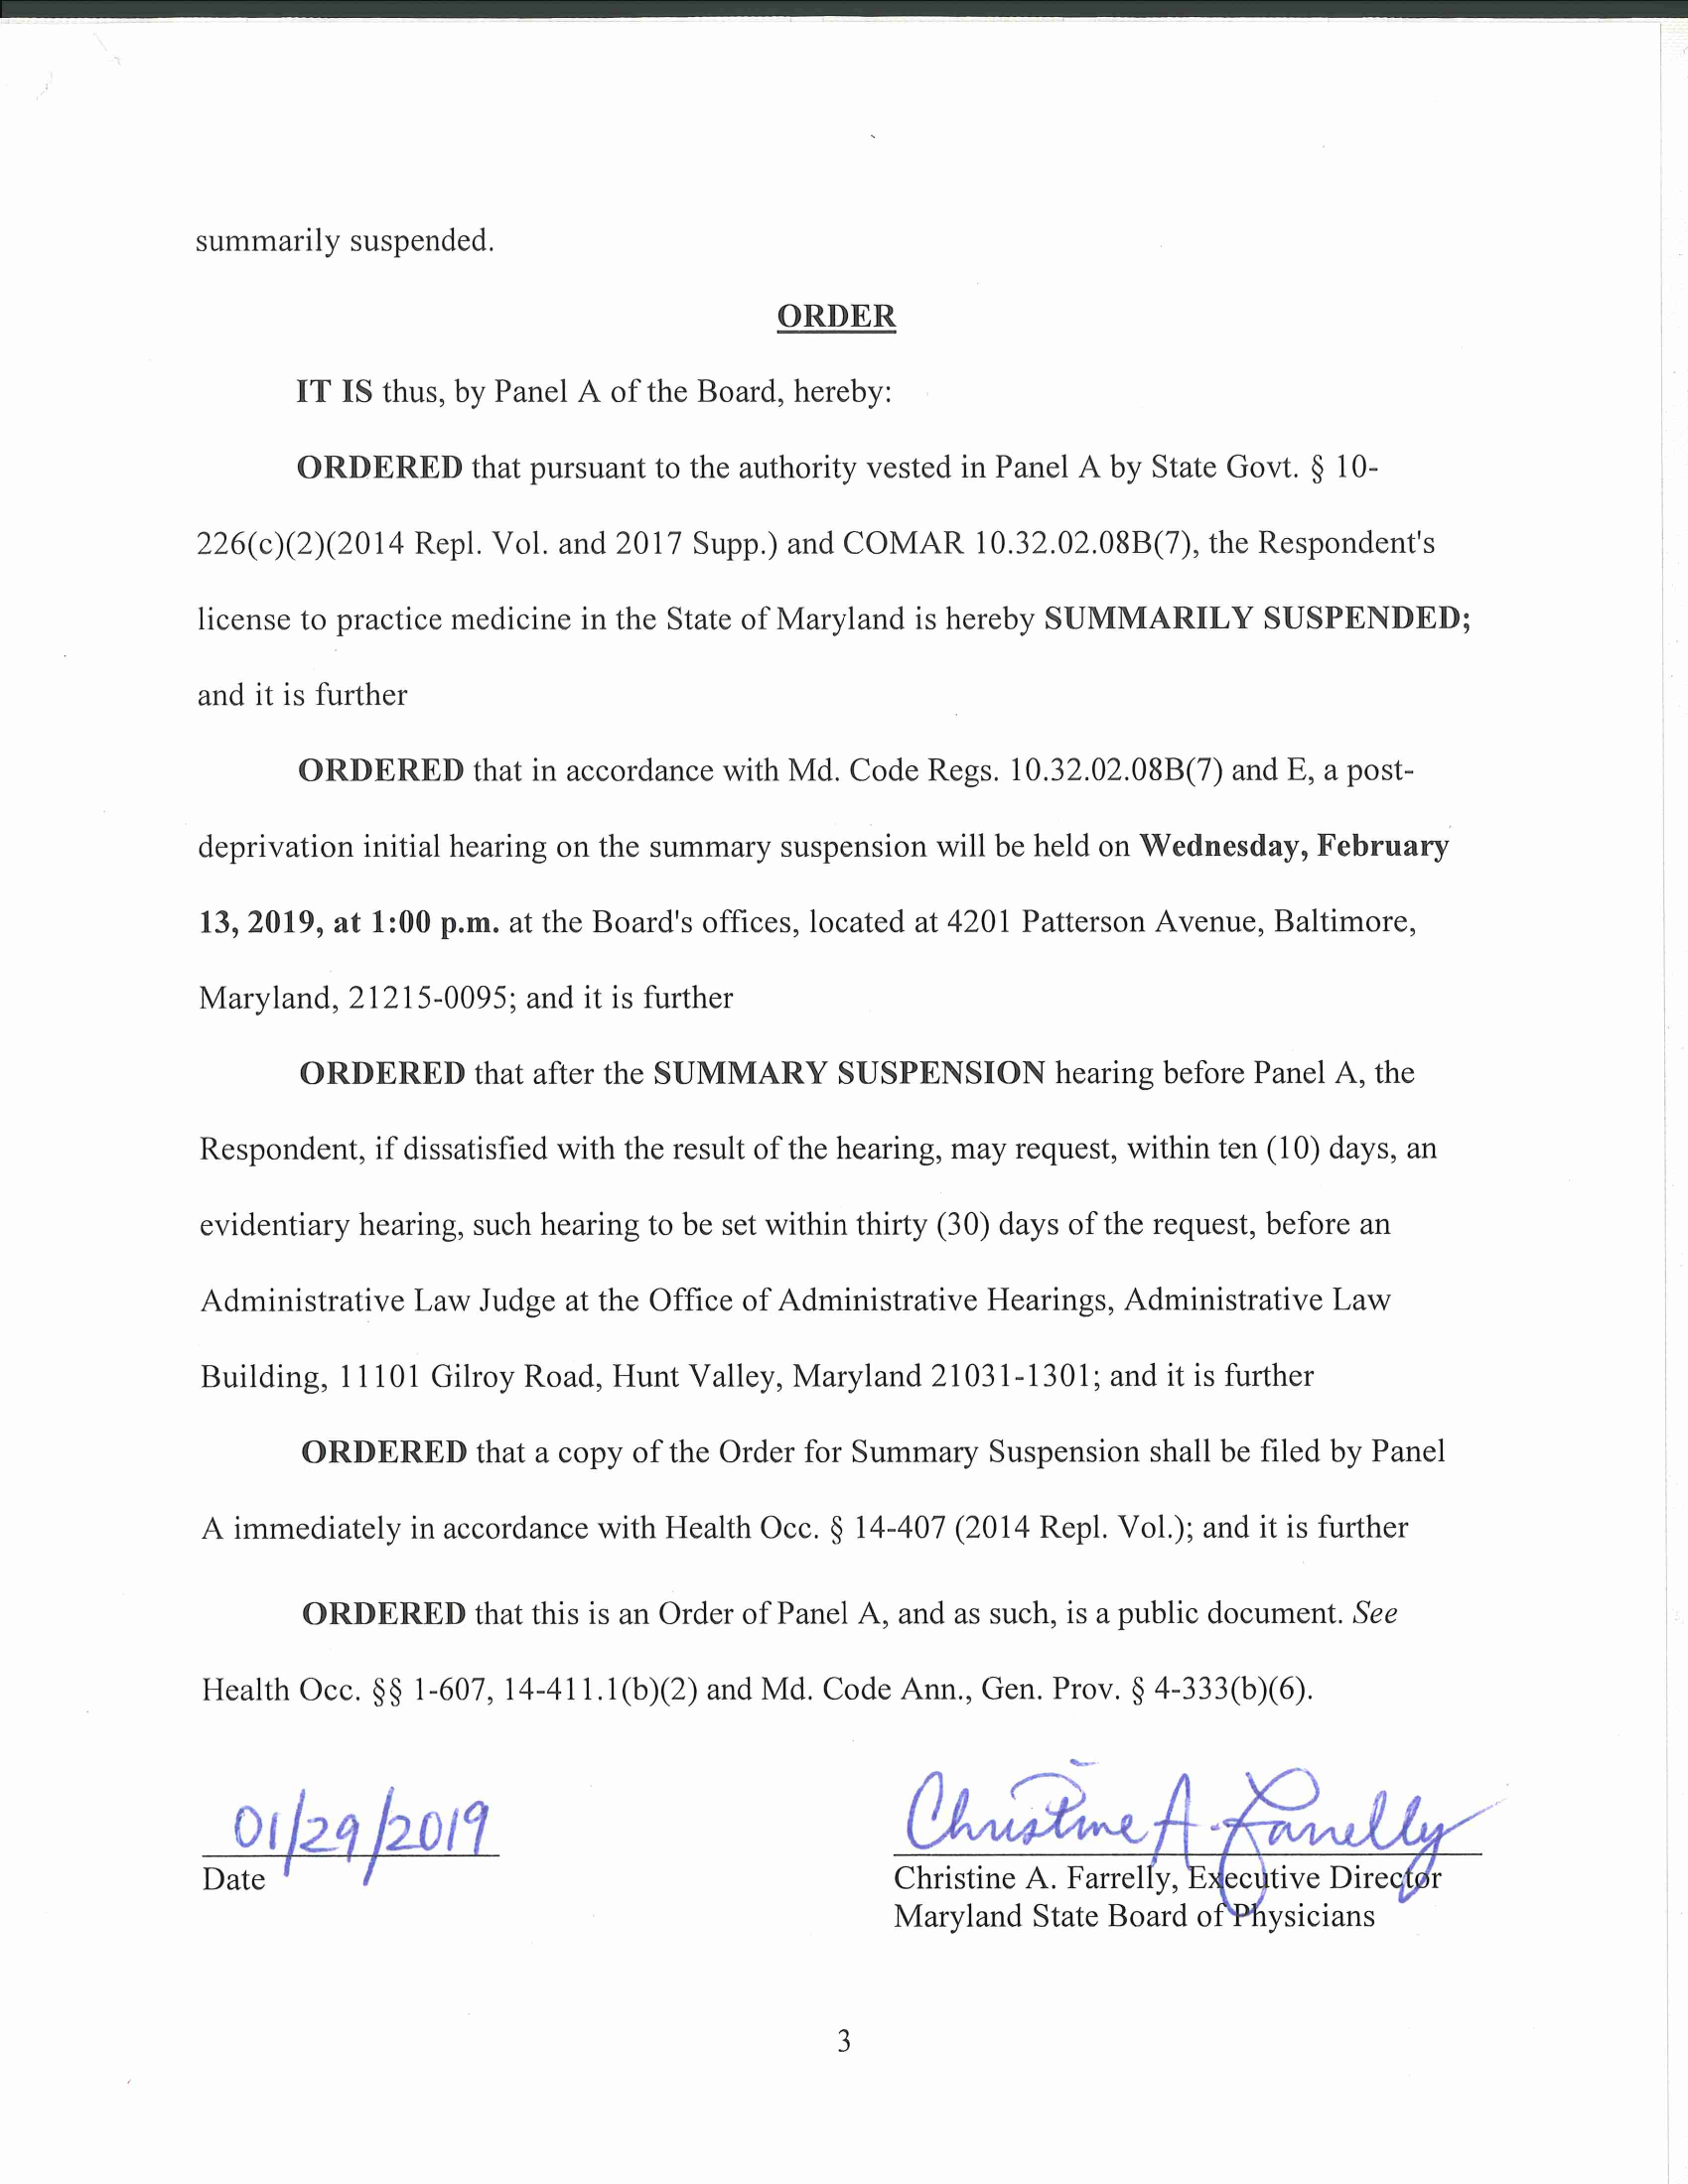 summarily suspended.
ORDER
IT IS thus, by Panel A of the Board, hereby:
ORDERED that pursuant to the authority vested in Panel A by State Govt. § 10-
226(c)(2)(2014 Repl. Vol. and 2017 Supp.) and COMAR 10.32.02.08B(7), the Respondent's
license to practice medicine in the State of Maryland is hereby SUMMARILY SUSPENDED;
and it is further
ORDERED that in accordance with Md. Code Regs. 10.32.02.08B(7) and E, a post-
deprivation initial hearing on the summary suspension will be held on Wednesday, February
13, 2019, at 1:00 p.m. at the Board's offices, located at 4201 Patterson Avenue, Baltimore,
Maryland, 21215-0095; and it is further
ORDERED that after the SUMMARY SUSPENSION hearing before Panel A, the
Respondent, if dissatisfied with the result of the hearing, may request, within ten (10) days, an
evidentiary hearing, such hearing to be set within thirty (30) days of the request, before an
Administrative Law Judge at the Office of Administrative Hearings, Administrative Law
Building, 11101 Gilroy Road, Hunt Valley, Maryland 21031-1301; and it is further
ORDERED that a copy of the Order for Summary Suspension shall be filed by Panel
A immediately in accordance with Health Occ. § 14-407 (2014 Repl. Vol.); and it is further
ORDERED that this is an Order of Panel A, and as such, is a public document. See
Health Occ. §§ 1-607, 14-411.1(b)(2) and Md. Code Ann., Gen. Prov. § 4-333(b)(6).
01/29/2019
Date
Christine A. Farrelly
Christine A. Farrelly, Executive Director
Maryland State Board of Physicians
3